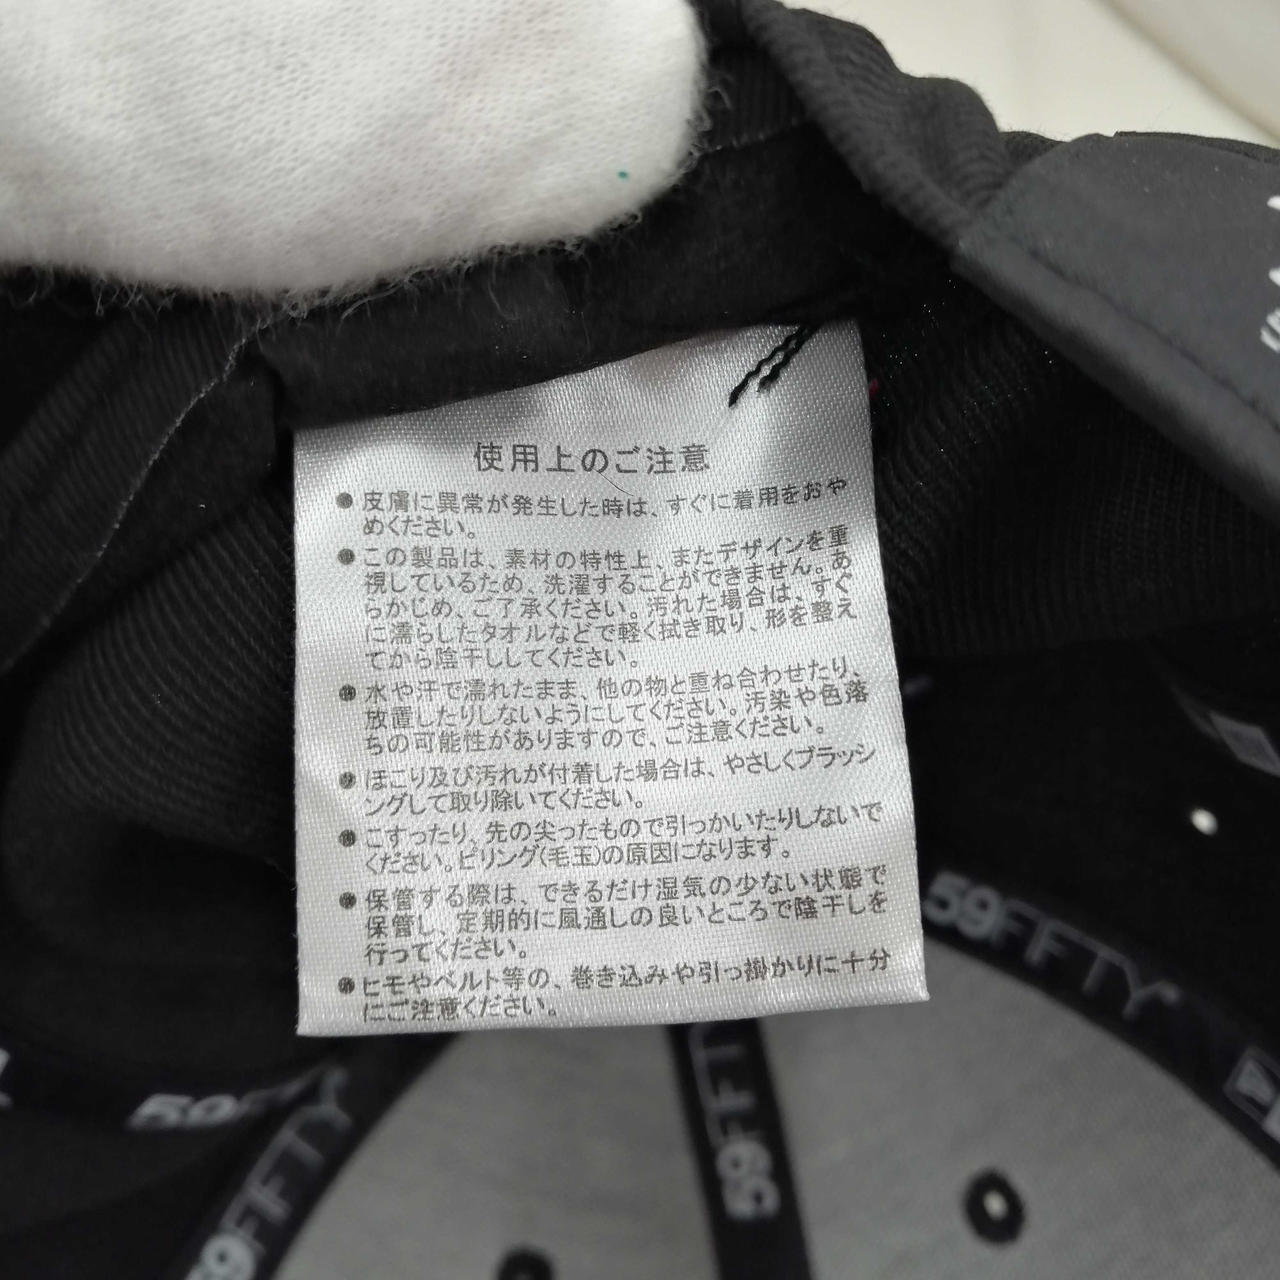 使用上のご注意
●皮膚に異常が発生した時は、すぐに着用をおや
めください。
●この製品は、素材の特性上、またデザインを重
視しているため、洗濯することができません。あ
らかじめ、ご了承ください。汚れた場合は、すぐ
に濡らしたタオルなどで軽く拭き取り、形を整え
てから陰干ししてください。
●水や汗で濡れたまま、他の物と重ね合わせたり、
放置したりしないようにしてください。汚染や色落
ちの可能性がありますので、ご注意ください。
●ほこり及び汚れが付着した場合は、やさしくブラッシ
ングして取り除いてください。
●こすったり、先の尖ったもので引っかいたりしないで
ください。ピリング(毛玉)の原因になります。
●保管する際は、できるだけ湿気の少ない状態で
保管し、定期的に風通しの良いところで陰干しを
行ってください。
●ヒモやベルト等の、巻き込みや引っ掛かりに十分
にご注意ください。
59FIFTY
59FIFTY
59FIFTY